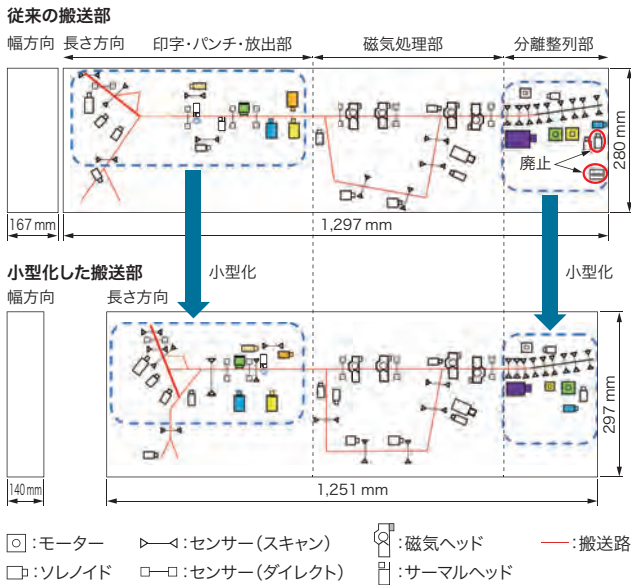 従来の搬送部
幅方向 長さ方向 印字・パンチ・放出部 磁気処理部 分離整列部
廃止
280 mm
167 mm
1,297 mm
小型化した搬送部
小型化
小型化
幅方向
長さ方向
297 mm
140 mm
1,251 mm
:モーター :センサー(スキャン) :磁気ヘッド :搬送路
:ソレノイド :センサー(ダイレクト) :サーマルヘッド